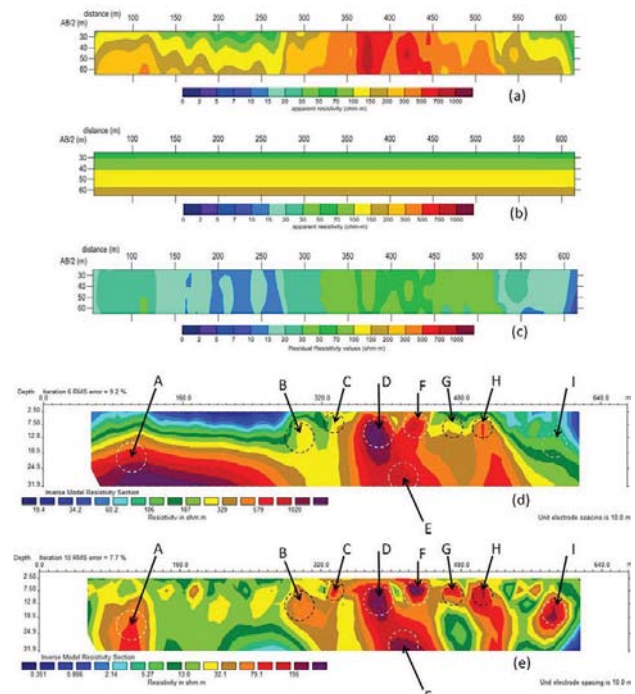 distance (m)
AB/2 (m)
100 150 200 250 300 350 400 450 500 550 600
30
40
50
60
0 2 5 7 10 15 20 30 50 70 100 150 200 300 500 700 1000
apparent resistivity (ohm-m)
(a)
distance (m)
AB/2 (m)
100 150 200 250 300 350 400 450 500 550 600
30
40
50
60
0 2 5 7 10 15 20 30 50 70 100 150 200 300 500 700 1000
apparent resistivity (ohm-m)
(b)
distance (m)
AB/2 (m)
100 150 200 250 300 350 400 450 500 550 600
30
40
50
60
0 2 5 7 10 15 20 30 50 70 100 150 200 300 500 700 1000
Residual Resistivity values (ohm-m)
(c)
A B C D F G H I
Depth Iteration 6 RMS error = 9.2 %
0.0 160.0 320.0 480.0 640.0 m
2.50
7.50
12.8
18.5
24.9
31.9
E
(d)
Inverse Model Resistivity Section
19.4 34.2 60.2 106 187 329 579 1020
Resistivity in ohm m
Unit electrode spacing is 10.0 m
A B C D F G H I
Depth Iteration 10 RMS error = 7.7 %
0.0 160.0 320.0 480.0 640.0 m
2.50
7.50
12.8
18.5
24.9
31.9
(e)
Inverse Model Resistivity Section
2.14 5.27 13.0 32.1 79.1 195
Resistivity in ohm m
Unit electrode spacing is 10.0 m